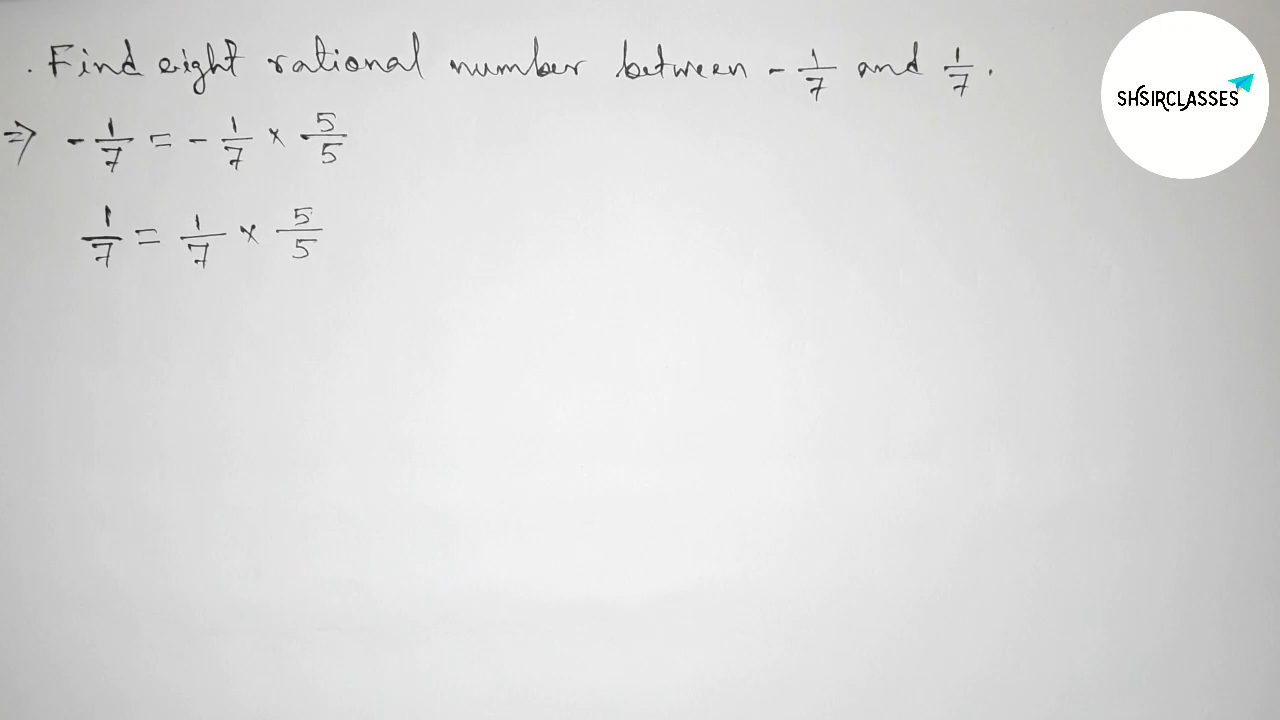 . Find eight rational number between - 1/7 and 1/7.
SHSIRCLASSES
⇒ - 1/7 = - 1/7 × 5/5
1/7 = 1/7 × 5/5